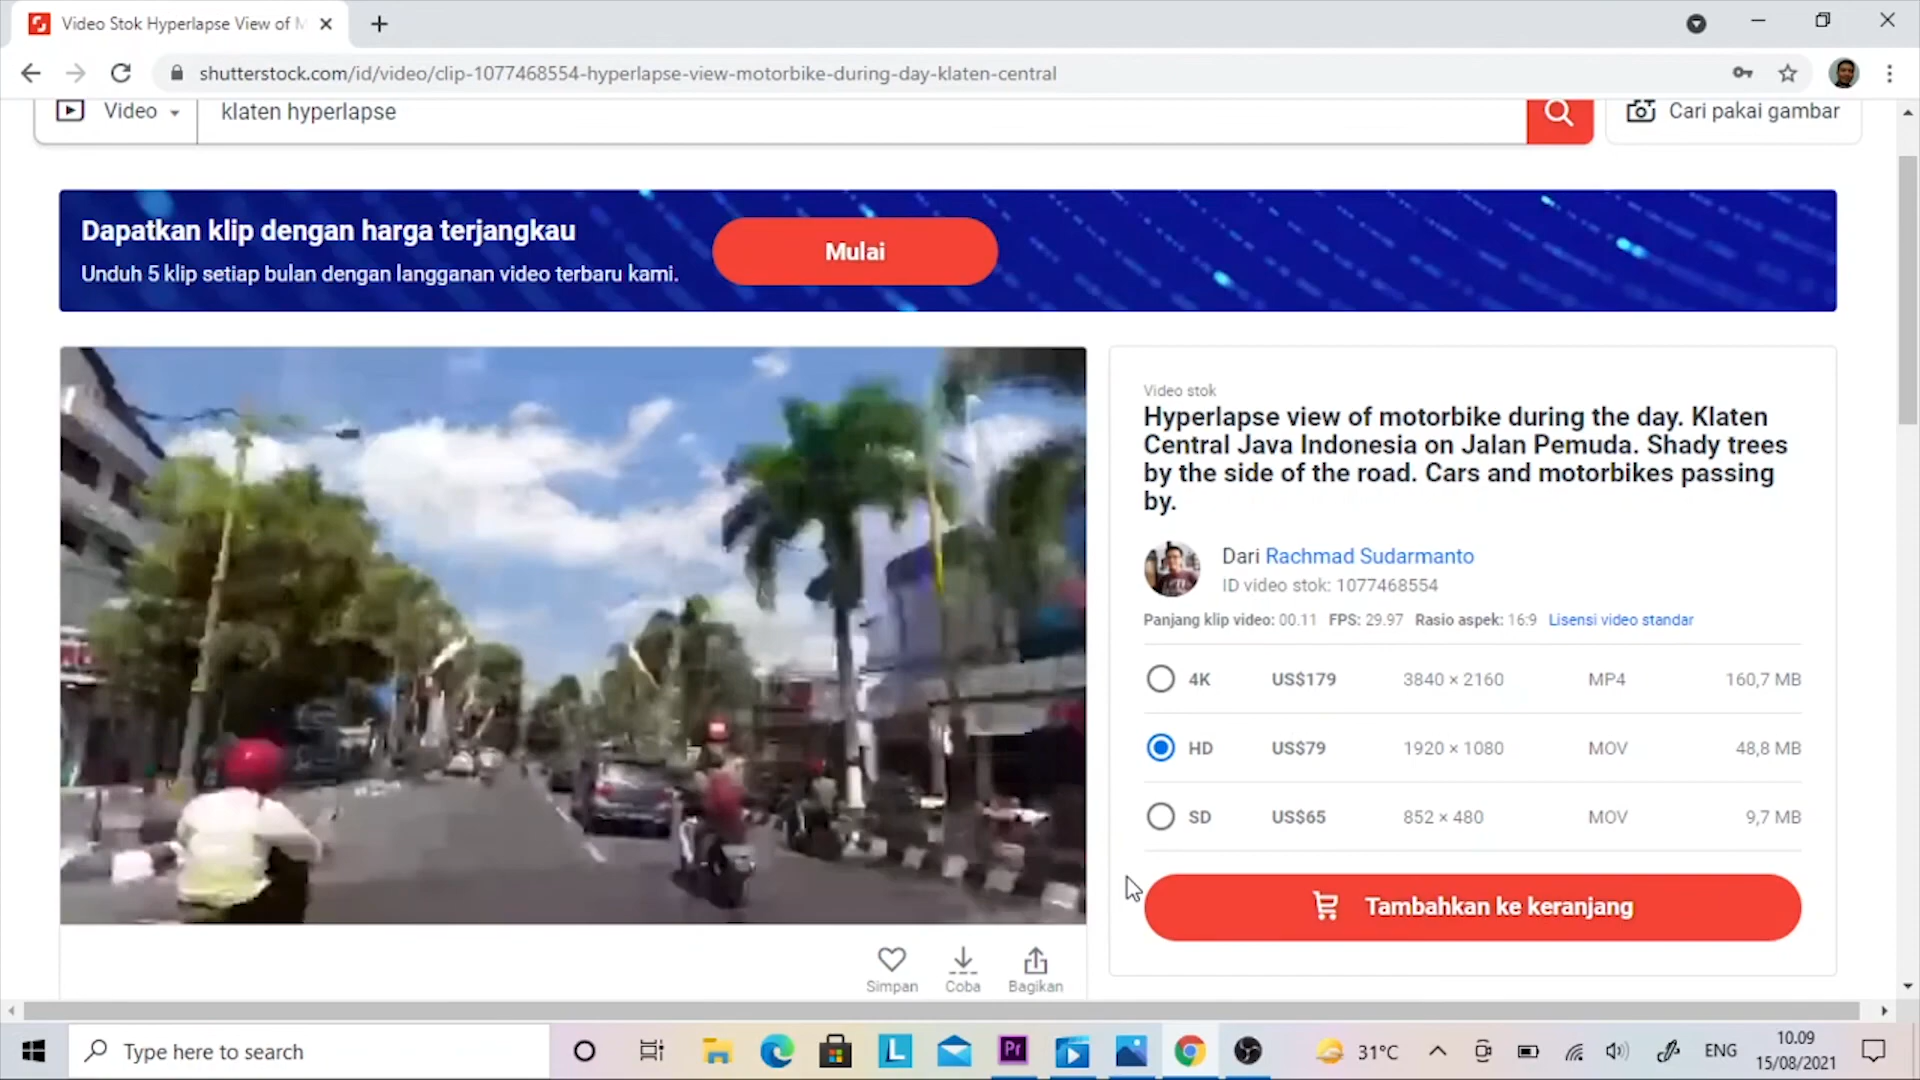 Video Stok Hyperlapse View of M
shutterstock.com/id/video/clip-1077468554-hyperlapse-view-motorbike-during-day-klaten-central
Video
klaten hyperlapse
Cari pakai gambar
Dapatkan klip dengan harga terjangkau
Unduh 5 klip setiap bulan dengan langganan video terbaru kami.
Mulai
Video stok
Hyperlapse view of motorbike during the day. Klaten
Central Java Indonesia on Jalan Pemuda. Shady trees
by the side of the road. Cars and motorbikes passing
by.
Dari Rachmad Sudarmanto
ID video stok: 1077468554
Panjang klip video: 00.11 FPS: 29.97 Rasio aspek: 16:9 Lisensi video standar
4K US$179 3840 × 2160 MP4 160,7 MB
HD US$79 1920 × 1080 MOV 48,8 MB
SD US$65 852 × 480 MOV 9,7 MB
Tambahkan ke keranjang
Simpan Coba Bagikan
Type here to search
L
Pr
31°C
ENG
10.09
15/08/2021